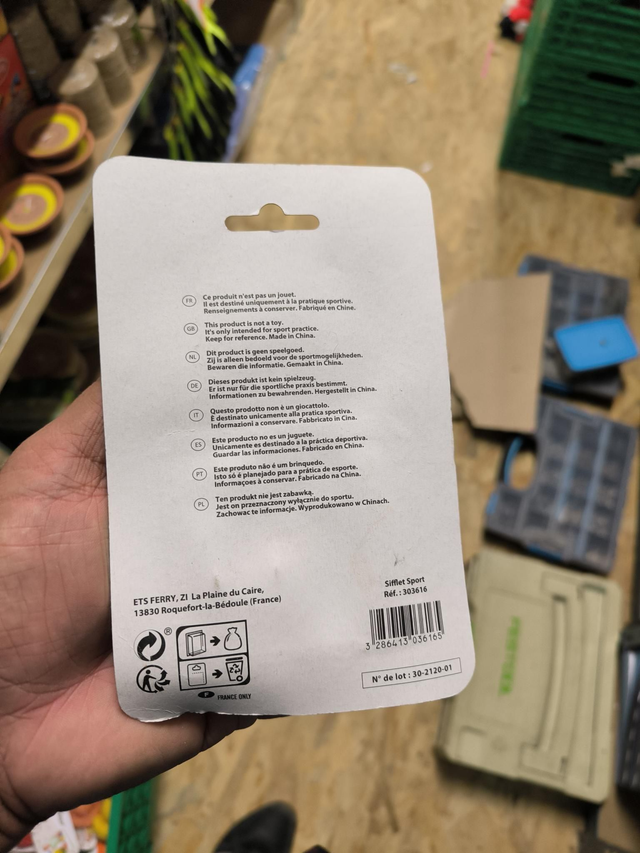 FR Ce produit n'est pas un jouet.
Il est destiné uniquement à la pratique sportive.
Renseignements à conserver. Fabriqué en Chine.
GB This product is not a toy.
It's only intended for sport practice.
Keep for reference. Made in China.
NL Dit product is geen speelgoed.
Zij is alleen bedoeld voor de sportmogelijkheden.
Bewaren die informatie. Gemaakt in China.
DE Dieses produkt ist kein spielzeug.
Er ist nur für die sportliche praxis bestimmt.
Informationen zu bewahrenden. Hergestellt in China.
IT Questo prodotto non è un giocattolo.
È destinato unicamente alla pratica sportiva.
Informazioni a conservare. Fabbricato in Cina.
ES Este producto no es un juguete.
Unicamente es destinado a la práctica deportiva.
Guardar las informaciones. Fabricado en China.
PT Este produto não é um brinquedo.
Isto só é planejado para a prática de esporte.
Informaçoes à conservar. Fabricado na China.
PL Ten produkt nie jest zabawką.
Jest on przeznaczony wyłącznie do sportu.
Zachowac te informacje. Wyprodukowano w Chinach.
ETS FERRY, ZI La Plaine du Caire,
13830 Roquefort-la-Bédoule (France)
Sifflet Sport
Réf. : 303616
3 286413 036165
N° de lot : 30-2120-01
®
P FRANCE ONLY